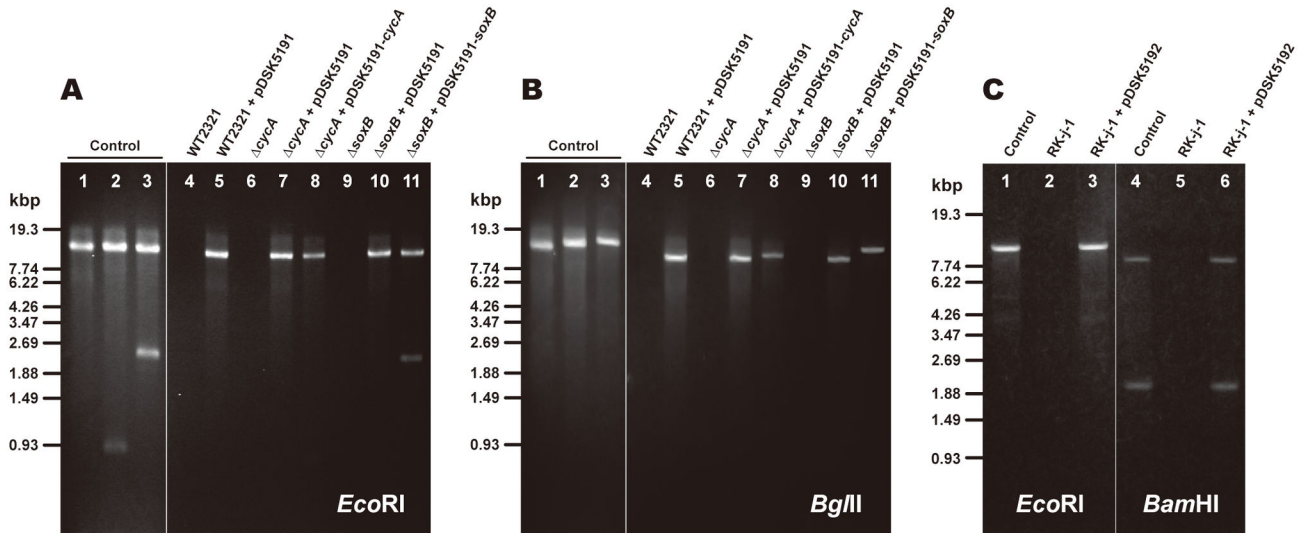 A
Control
WT2321
WT2321 + pDSK5191
ΔcycA
ΔcycA + pDSK5191
ΔcycA + pDSK5191-cycA
ΔsoxB
ΔsoxB + pDSK5191
ΔsoxB + pDSK5191-soxB
1 2 3 4 5 6 7 8 9 10 11
kbp
19.3
7.74
6.22
4.26
3.47
2.69
1.88
1.49
0.93
EcoRI
B
Control
WT2321
WT2321 + pDSK5191
ΔcycA
ΔcycA + pDSK5191
ΔcycA + pDSK5191-cycA
ΔsoxB
ΔsoxB + pDSK5191
ΔsoxB + pDSK5191-soxB
1 2 3 4 5 6 7 8 9 10 11
kbp
19.3
7.74
6.22
4.26
3.47
2.69
1.88
1.49
0.93
BglII
C
Control
RK-j-1
RK-j-1 + pDSK5192
Control
RK-j-1
RK-j-1 + pDSK5192
1 2 3 4 5 6
kbp
19.3
7.74
6.22
4.26
3.47
2.69
1.88
1.49
0.93
EcoRI BamHI